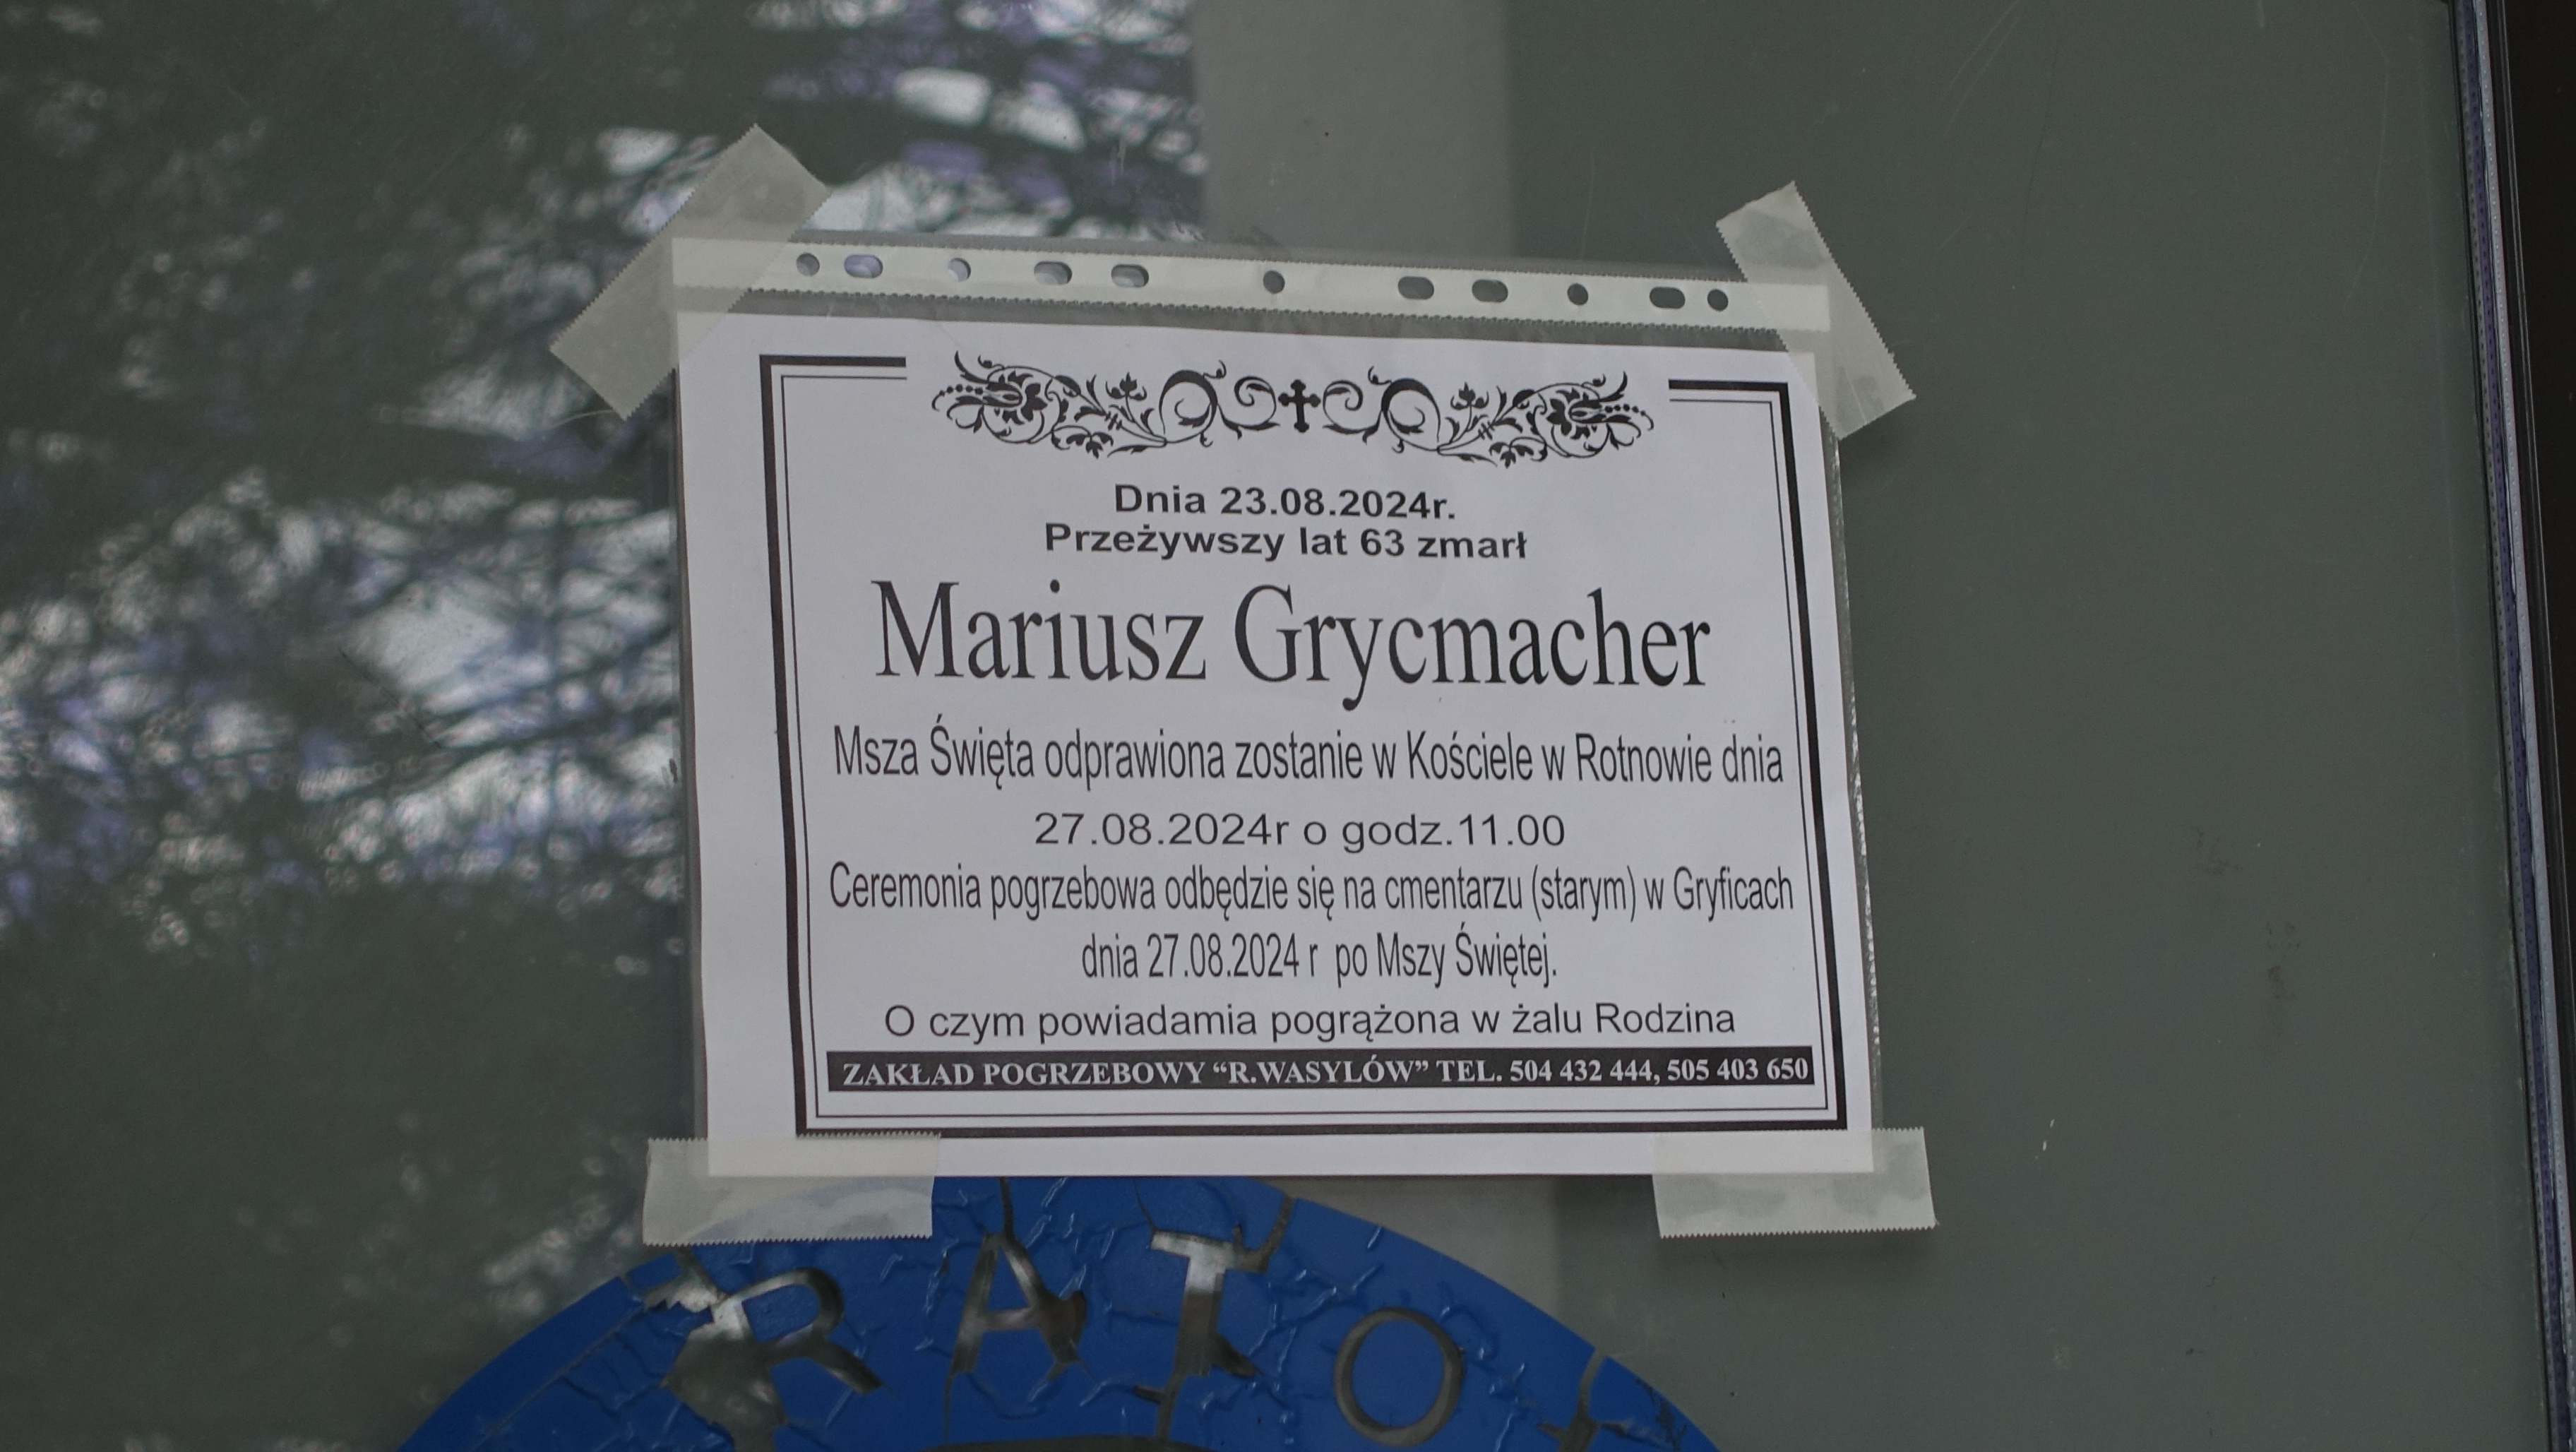 Dnia 23.08.2024r.
Przeżywszy lat 63 zmarł
Mariusz Grycmacher
Msza Święta odprawiona zostanie w Kościele w Rotnowie dnia
27.08.2024r o godz.11.00
Ceremonia pogrzebowa odbędzie się na cmentarzu (starym) w Gryficach
dnia 27.08.2024 r po Mszy Świętej.
O czym powiadamia pogrążona w żalu Rodzina
ZAKŁAD POGRZEBOWY “R.WASYLÓW” TEL. 504 432 444, 505 403 650